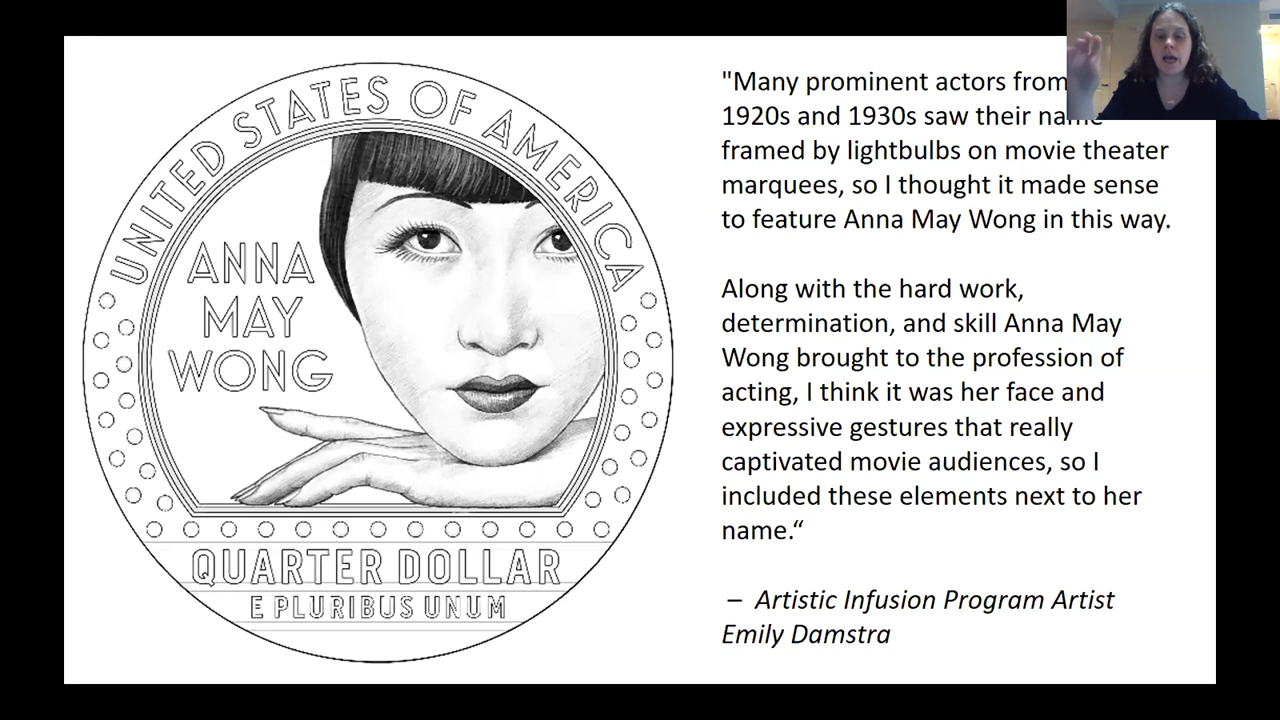 UNITED STATES OF AMERICA
ANNA
MAY
WONG
QUARTER DOLLAR
E PLURIBUS UNUM
"Many prominent actors from
1920s and 1930s saw their name
framed by lightbulbs on movie theater
marquees, so I thought it made sense
to feature Anna May Wong in this way.
Along with the hard work,
determination, and skill Anna May
Wong brought to the profession of
acting, I think it was her face and
expressive gestures that really
captivated movie audiences, so I
included these elements next to her
name.“
– Artistic Infusion Program Artist
Emily Damstra